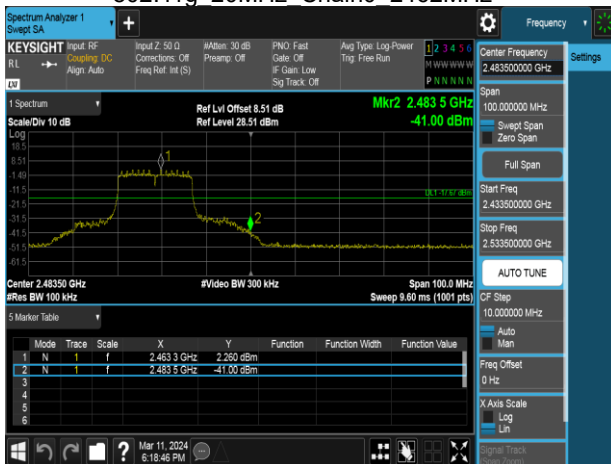 Spectrum Analyzer 1
Swept SA
+
Frequency
KEYSIGHT
RL
LXI
Input: RF
Coupling: DC
Align: Auto
Input Z: 50 Ω
Corrections: Off
Freq Ref: Int (S)
#Atten: 30 dB
Preamp: Off
PNO: Fast
Gate: Off
IF Gain: Low
Sig Track: Off
Avg Type: Log-Power
Trig: Free Run
1 2 3 4 5 6
M W W W W W
P N N N N N
1 Spectrum
Scale/Div 10 dB
Log
Ref Lvl Offset 8.51 dB
Ref Level 28.51 dBm
Mkr2 2.483 5 GHz
-41.00 dBm
18.5
8.51
-1.49
-11.5
-21.5
-31.5
-41.5
-51.5
-61.5
1
2
DL1 -17.67 dBm
Center 2.48350 GHz
#Res BW 100 kHz
#Video BW 300 kHz
Span 100.0 MHz
Sweep 9.60 ms (1001 pts)
5 Marker Table
Mode Trace Scale X Y Function Function Width Function Value
1 N 1 f 2.463 3 GHz 2.260 dBm
2 N 1 f 2.483 5 GHz -41.00 dBm
3
4
5
6
Mar 11, 2024
6:18:46 PM
Center Frequency
2.483500000 GHz
Settings
Span
100.000000 MHz
Swept Span
Zero Span
Full Span
Start Freq
2.433500000 GHz
Stop Freq
2.533500000 GHz
AUTO TUNE
CF Step
10.000000 MHz
Auto
Man
Freq Offset
0 Hz
X Axis Scale
Log
Lin
Signal Track
(Span Zoom)